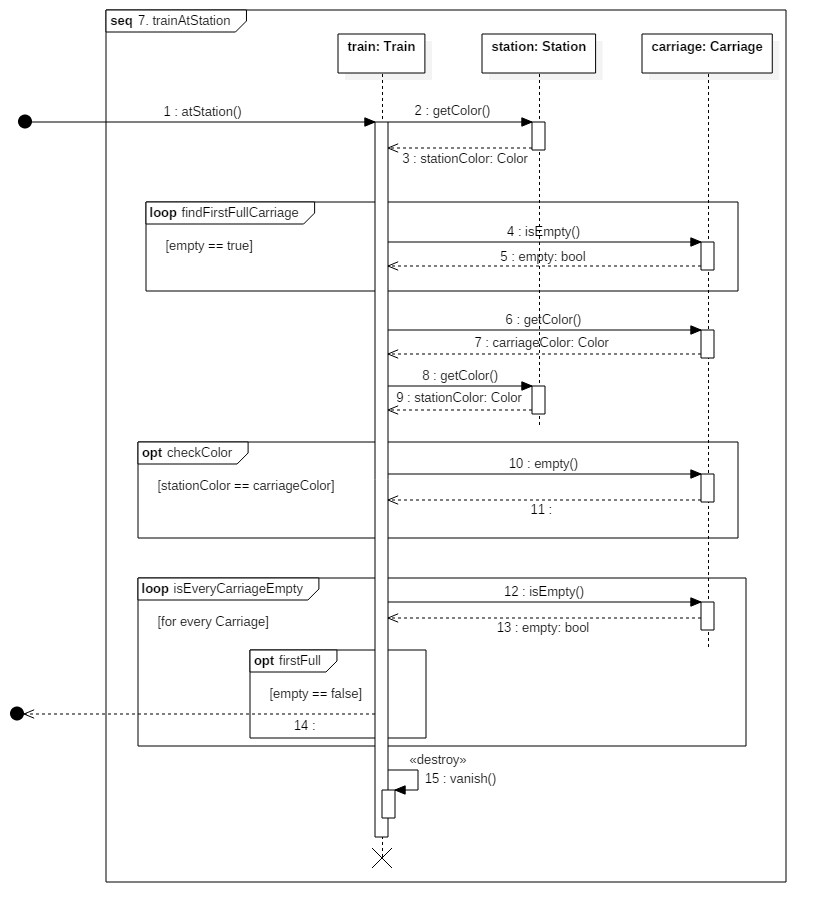 seq 7. trainAtStation
train: Train
station: Station
carriage: Carriage
1 : atStation()
2 : getColor()
3 : stationColor: Color
loop findFirstFullCarriage
[empty == true]
4 : isEmpty()
5 : empty: bool
6 : getColor()
7 : carriageColor: Color
8 : getColor()
9 : stationColor: Color
opt checkColor
[stationColor == carriageColor]
10 : empty()
11 :
loop isEveryCarriageEmpty
[for every Carriage]
12 : isEmpty()
13 : empty: bool
opt firstFull
[empty == false]
14 :
«destroy»
15 : vanish()